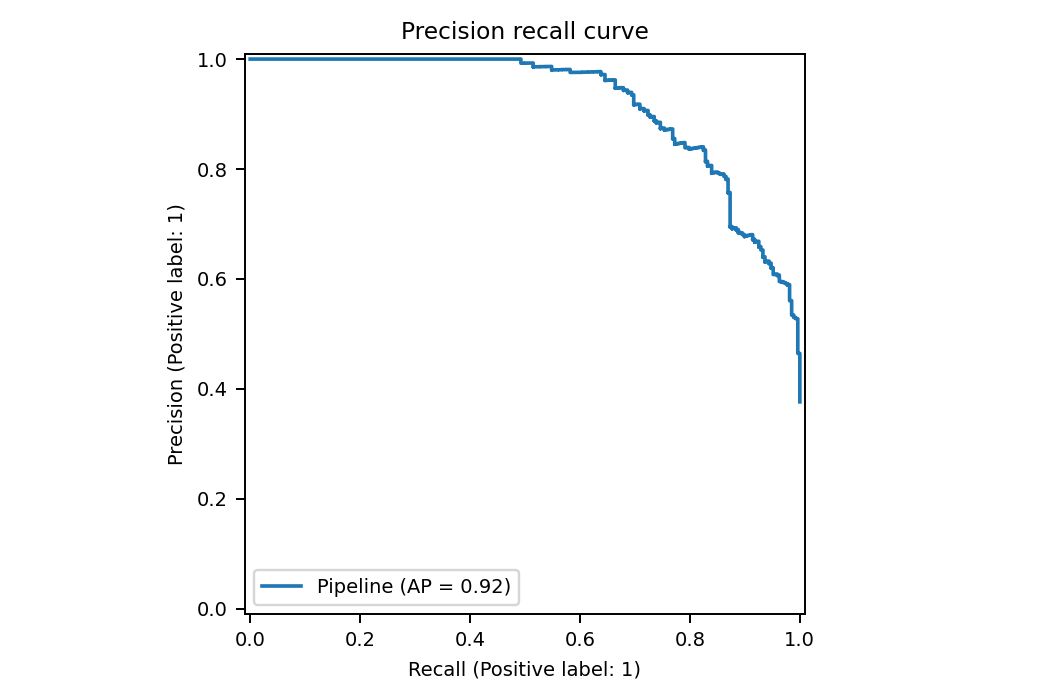 Precision recall curve
1.0
0.8
0.6
0.4
0.2
0.0
Precision (Positive label: 1)
Pipeline (AP = 0.92)
0.0 0.2 0.4 0.6 0.8 1.0
Recall (Positive label: 1)